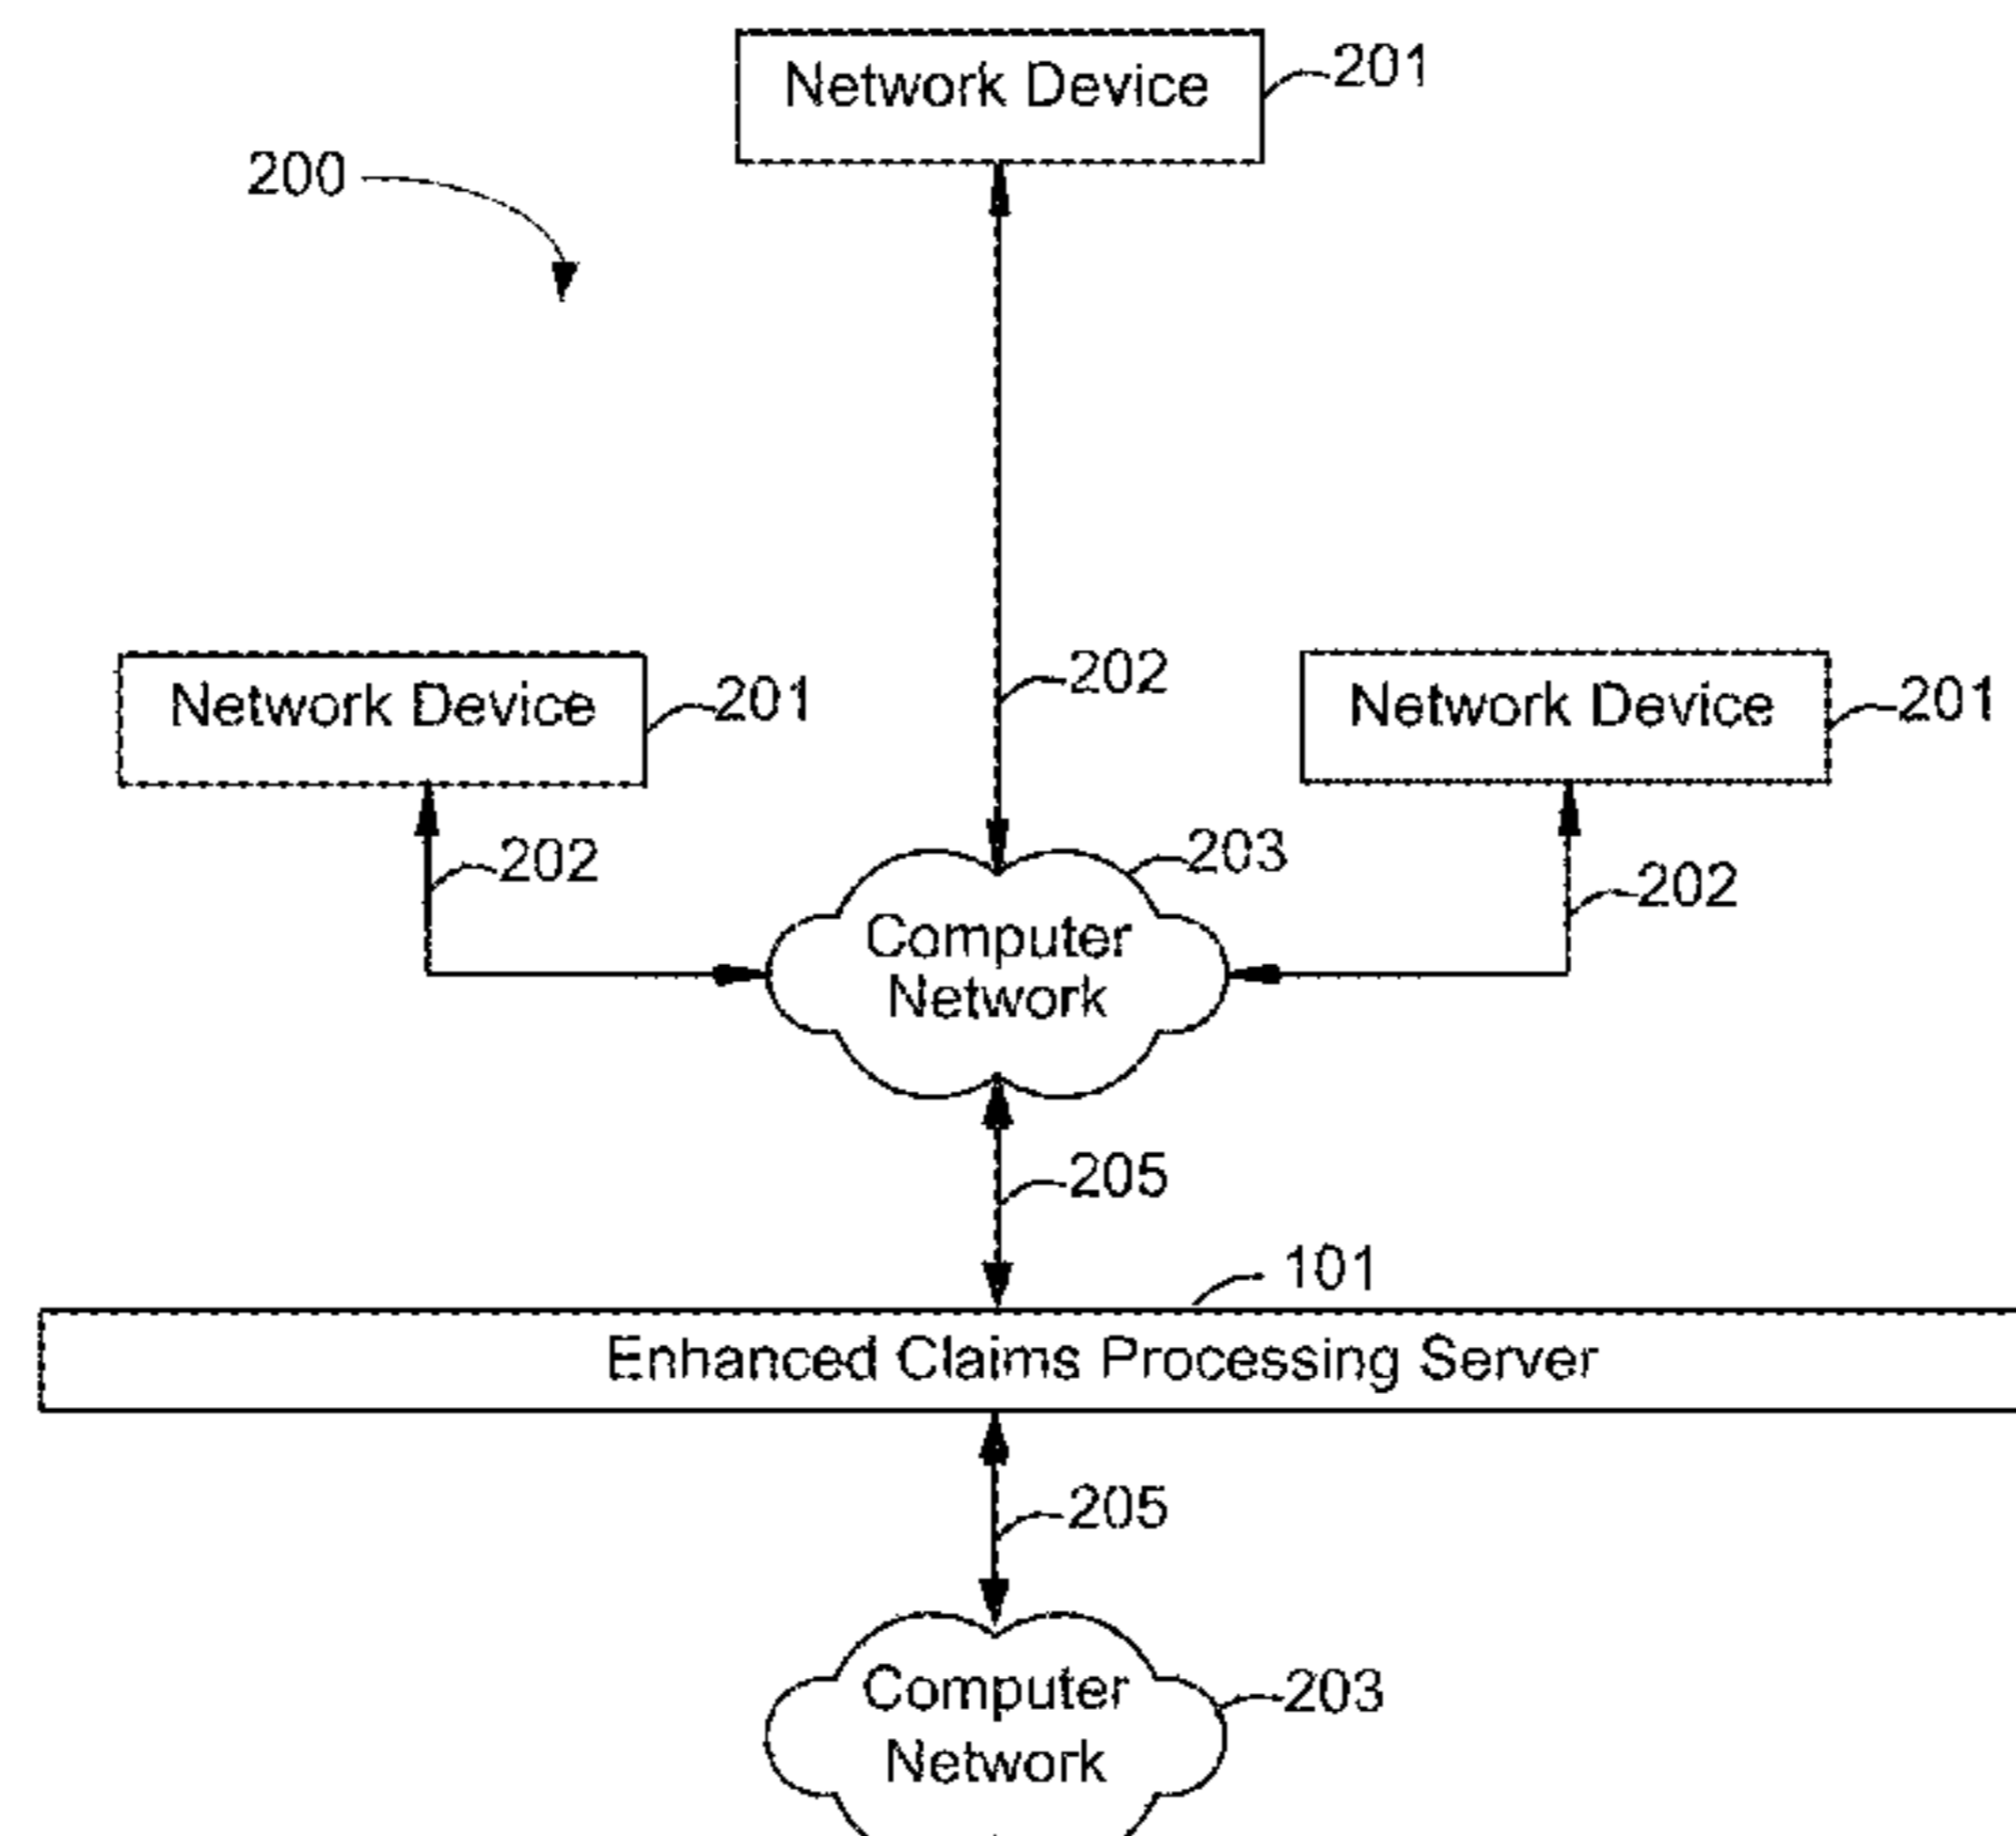 Network Device
201
200
202
Network Device
201
Network Device
201
202
203
202
Computer
Network
205
101
Enhanced Claims Processing Server
205
Computer
Network
203